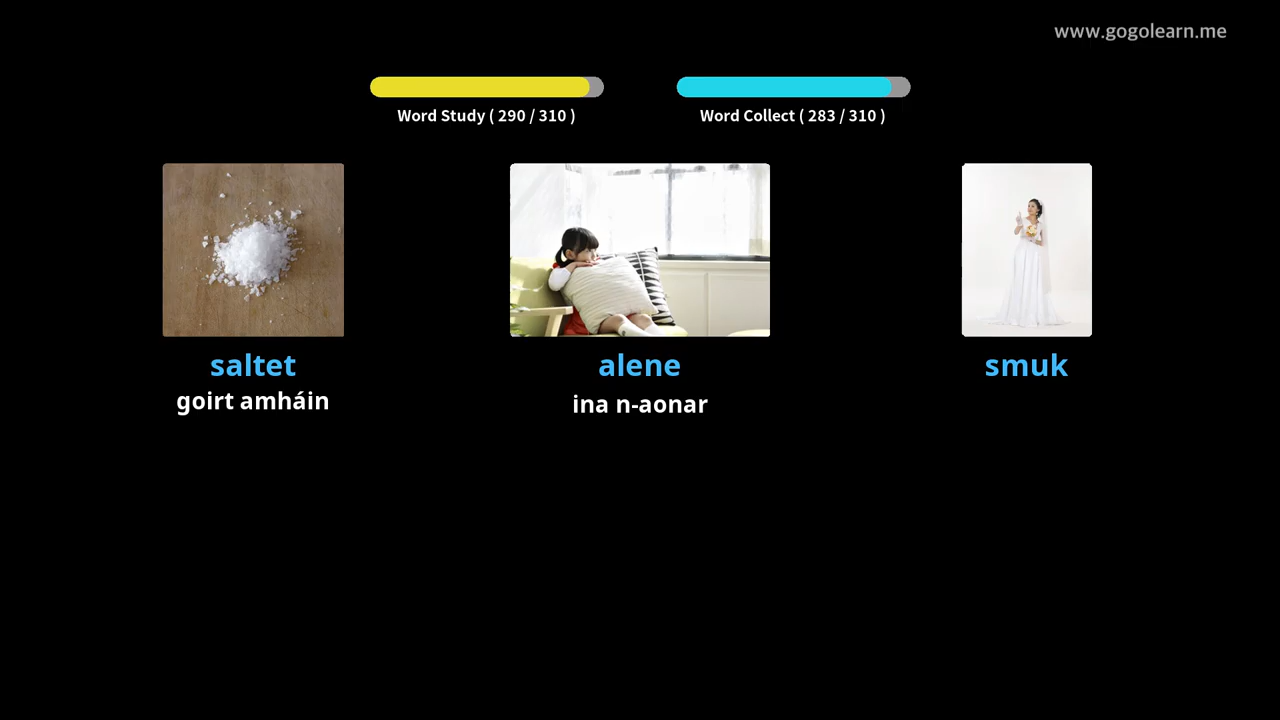 www.gogolearn.me
Word Study ( 290 / 310 )
Word Collect ( 283 / 310 )
saltet
goirt amháin
alene
ina n-aonar
smuk